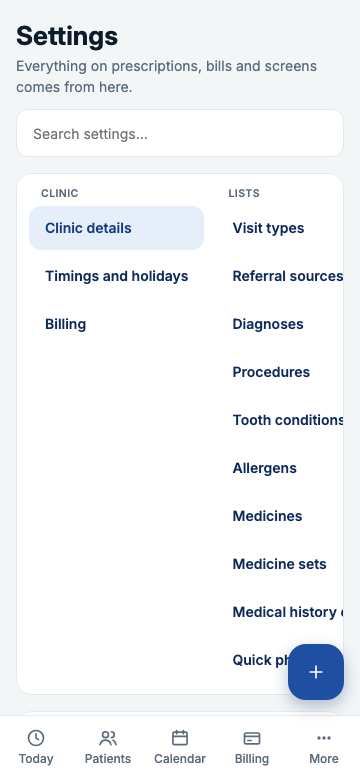 Settings
Everything on prescriptions, bills and screens
comes from here.
Search settings...
CLINIC
Clinic details
Timings and holidays
Billing
LISTS
Visit types
Referral sources
Diagnoses
Procedures
Tooth conditions
Allergens
Medicines
Medicine sets
Medical history
Quick
Today
Patients
Calendar
Billing
More